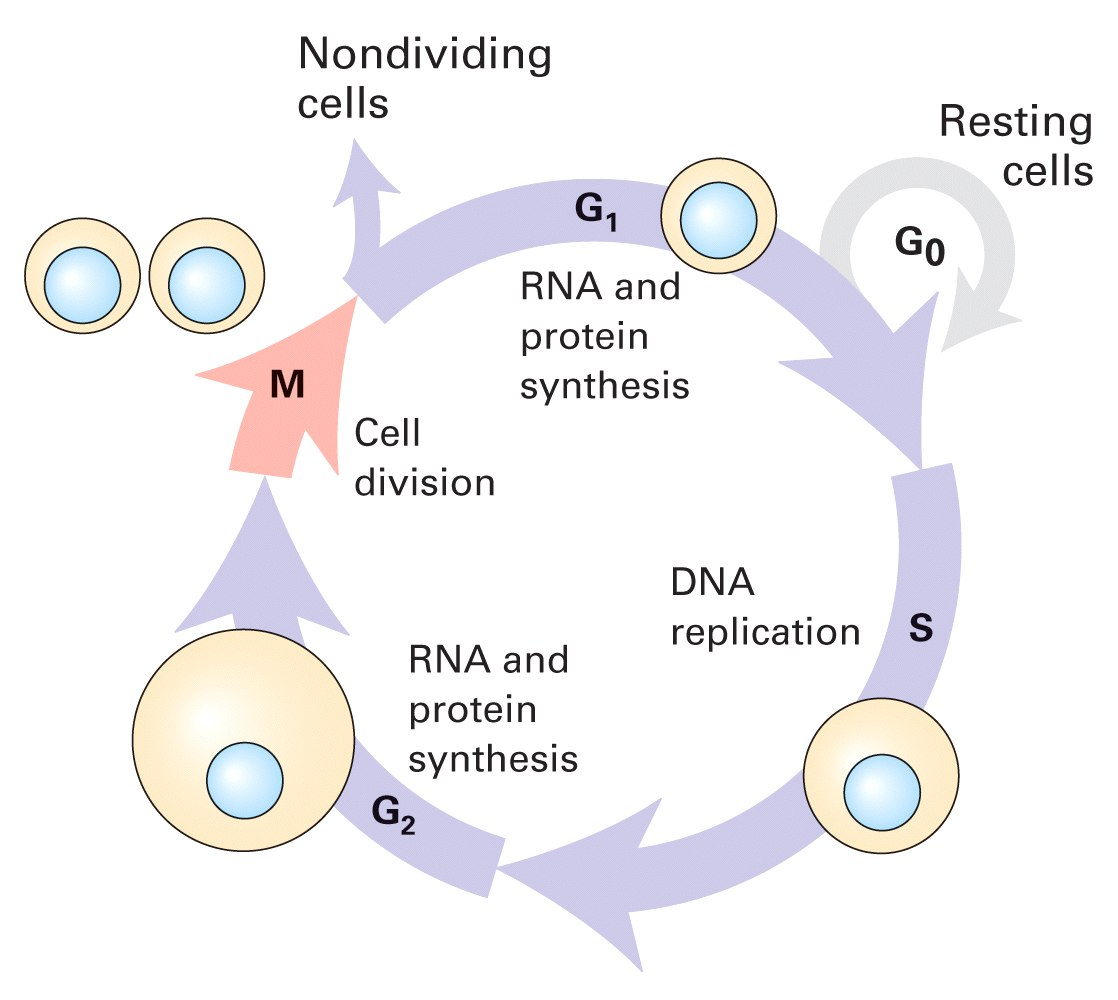 Nondividing
cells
Resting
cells
G₁
G₀
RNA and
protein
synthesis
M
Cell
division
DNA
replication
S
RNA and
protein
synthesis
G₂